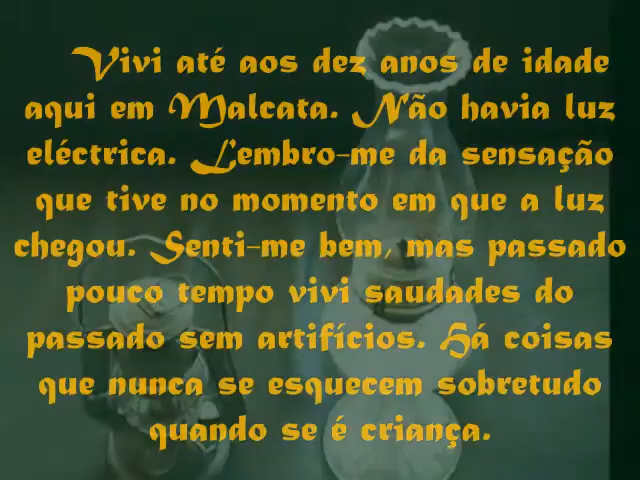 Vivi até aos dez anos de idade
aqui em Malcata. Não havia luz
eléctrica. Lembro-me da sensação
que tive no momento em que a luz
chegou. Senti-me bem, mas passado
pouco tempo vivi saudades do
passado sem artifícios. Há coisas
que nunca se esquecem sobretudo
quando se é criança.